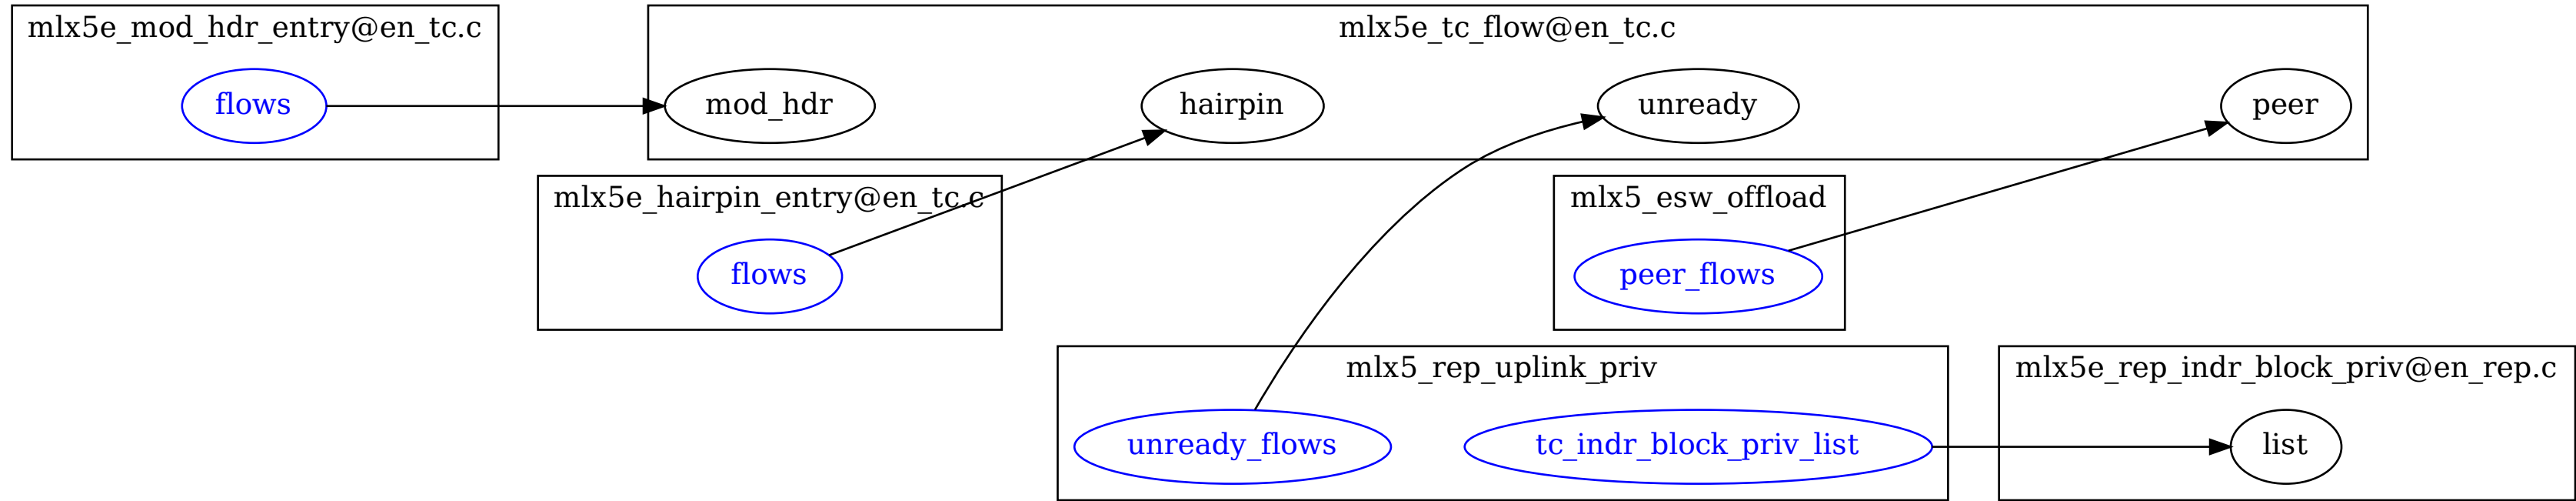 mlx5e_mod_hdr_entry@en_tc.c
mlx5e_tc_flow@en_tc.c
flows
mod_hdr
hairpin
unready
peer
mlx5e_hairpin_entry@en_tc.c
mlx5_esw_offload
flows
peer_flows
mlx5_rep_uplink_priv
mlx5e_rep_indr_block_priv@en_rep.c
unready_flows
tc_indr_block_priv_list
list